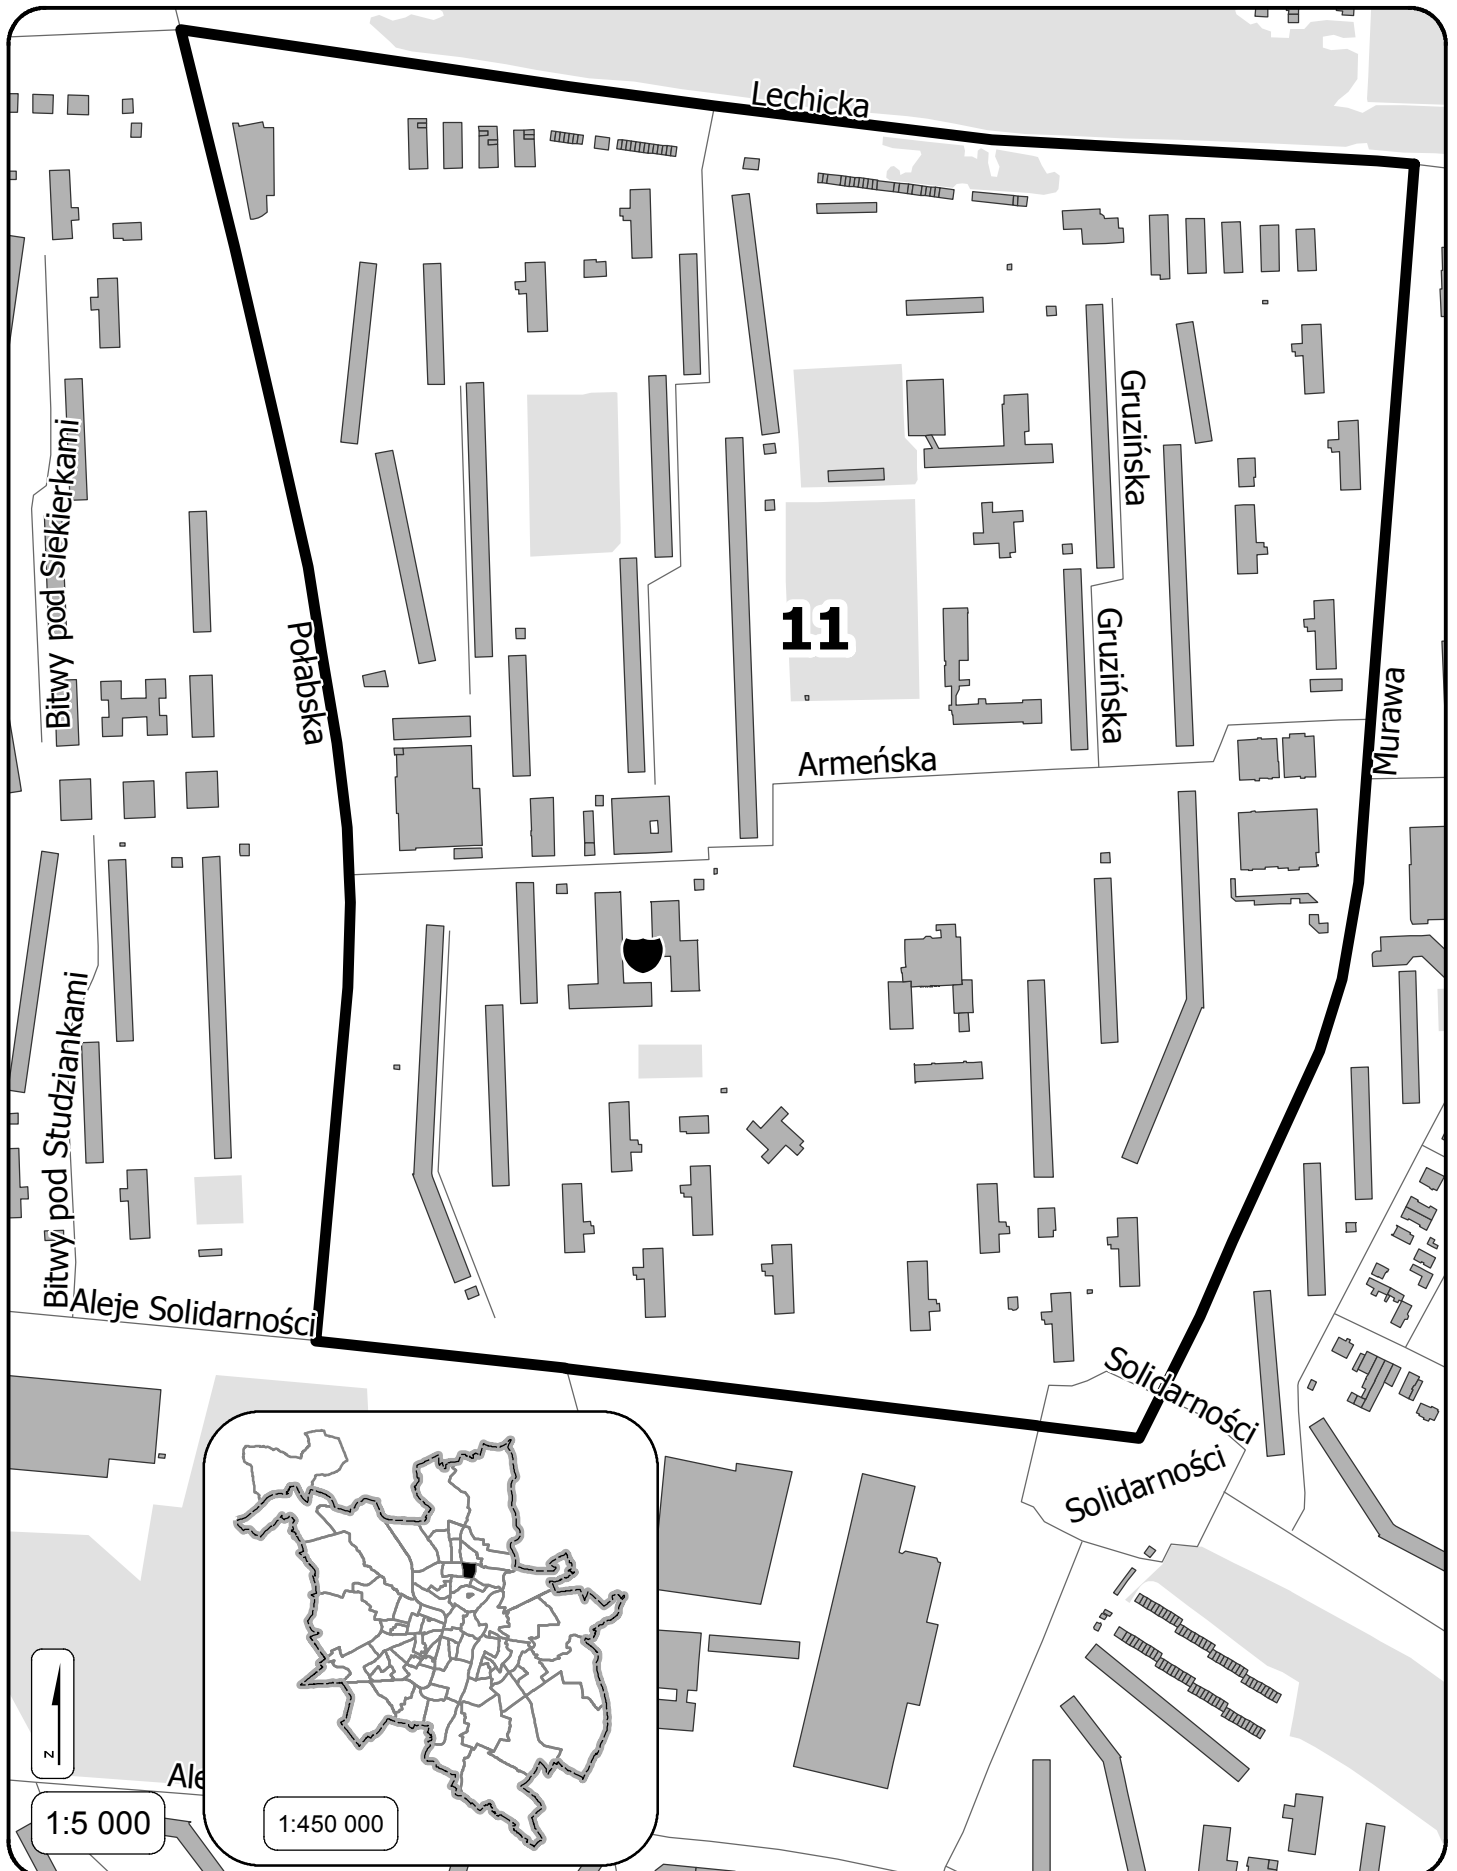 Lechicka
Gruzińska
Bitwy pod Siekierkami
11
Gruzińska
Połabska
Murawa
Armeńska
Bitwy pod Studziankami
Aleje Solidarności
Solidarności
Solidarności
z
Ale
1:5 000
1:450 000